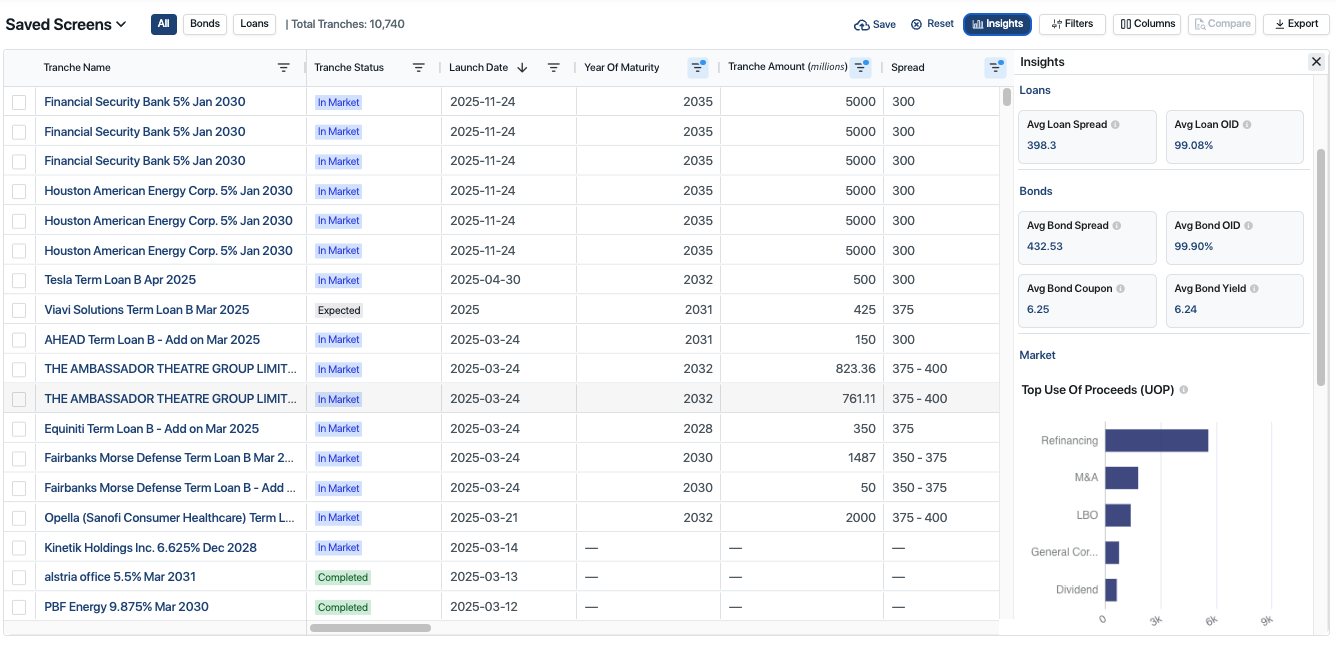 Saved Screens All Bonds Loans | Total Tranches: 10,740 Save Reset Insights Filters Columns Compare Export
Tranche Name Tranche Status Launch Date Year Of Maturity Tranche Amount (millions) Spread
Financial Security Bank 5% Jan 2030 In Market 2025-11-24 2035 5000 300
Financial Security Bank 5% Jan 2030 In Market 2025-11-24 2035 5000 300
Financial Security Bank 5% Jan 2030 In Market 2025-11-24 2035 5000 300
Houston American Energy Corp. 5% Jan 2030 In Market 2025-11-24 2035 5000 300
Houston American Energy Corp. 5% Jan 2030 In Market 2025-11-24 2035 5000 300
Houston American Energy Corp. 5% Jan 2030 In Market 2025-11-24 2035 5000 300
Tesla Term Loan B Apr 2025 In Market 2025-04-30 2032 500 300
Viavi Solutions Term Loan B Mar 2025 Expected 2025 2031 425 375
AHEAD Term Loan B - Add on Mar 2025 In Market 2025-03-24 2031 150 300
THE AMBASSADOR THEATRE GROUP LIMIT... In Market 2025-03-24 2032 823.36 375 - 400
THE AMBASSADOR THEATRE GROUP LIMIT... In Market 2025-03-24 2032 761.11 375 - 400
Equiniti Term Loan B - Add on Mar 2025 In Market 2025-03-24 2028 350 375
Fairbanks Morse Defense Term Loan B Mar 2... In Market 2025-03-24 2030 1487 350 - 375
Fairbanks Morse Defense Term Loan B - Add ... In Market 2025-03-24 2030 50 350 - 375
Opella (Sanofi Consumer Healthcare) Term L... In Market 2025-03-21 2032 2000 375 - 400
Kinetik Holdings Inc. 6.625% Dec 2028 In Market 2025-03-14 — — —
alstria office 5.5% Mar 2031 Completed 2025-03-13 — — —
PBF Energy 9.875% Mar 2030 Completed 2025-03-12 — — —
Insights
Loans
Avg Loan Spread Avg Loan OID
398.3 99.08%
Bonds
Avg Bond Spread Avg Bond OID
432.53 99.90%
Avg Bond Coupon Avg Bond Yield
6.25 6.24
Market
Top Use Of Proceeds (UOP)
Refinancing
M&A
LBO
General Cor...
Dividend
0 3k 6k 9k